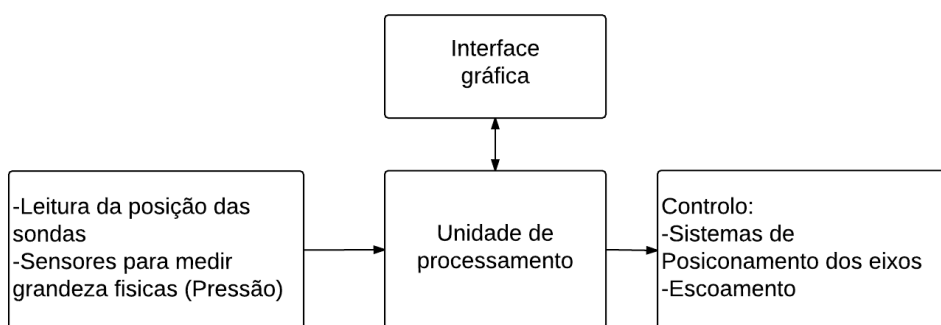 Interface
gráfica
-Leitura da posição das
sondas
-Sensores para medir
grandeza fisicas (Pressão)
Unidade de
processamento
Controlo:
-Sistemas de
Posiconamento dos eixos
-Escoamento